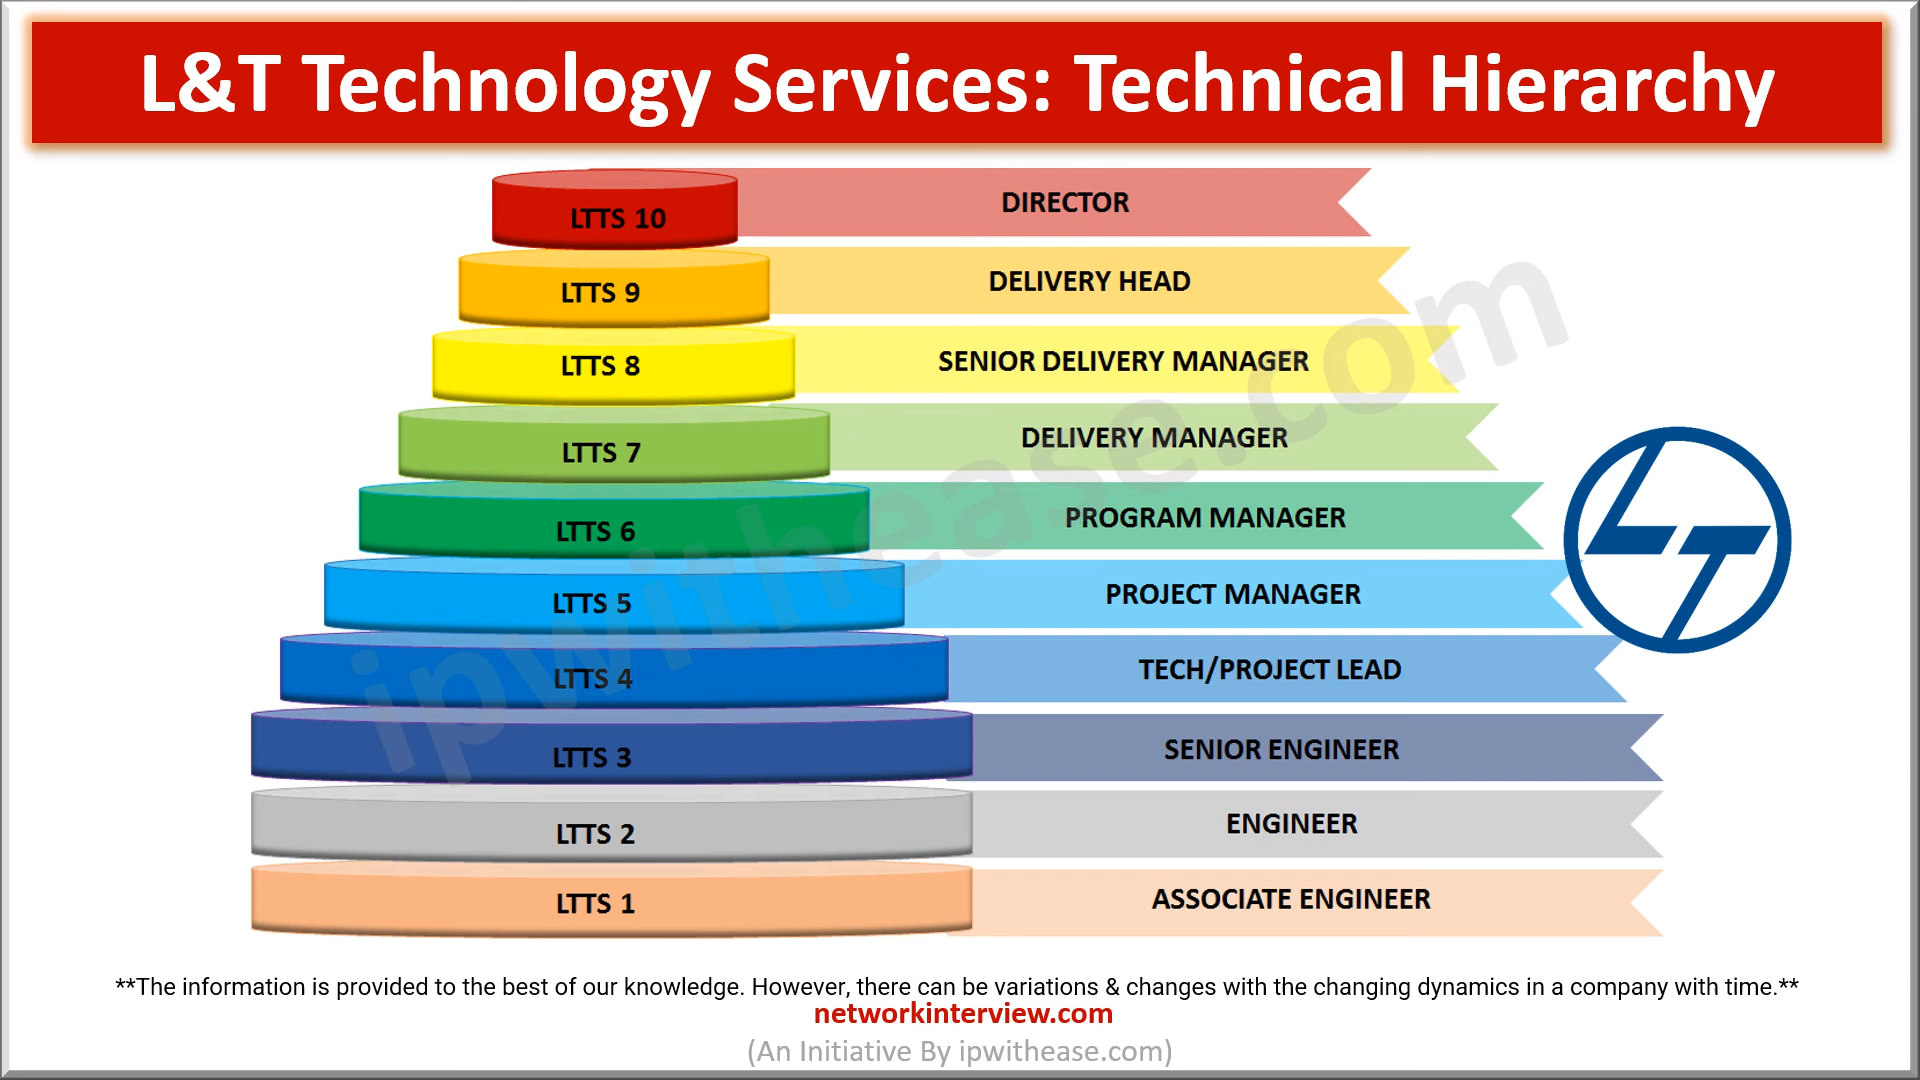 L&T Technology Services: Technical Hierarchy
LTTS 10 DIRECTOR
LTTS 9 DELIVERY HEAD
LTTS 8 SENIOR DELIVERY MANAGER
LTTS 7 DELIVERY MANAGER
LTTS 6 PROGRAM MANAGER
LTTS 5 PROJECT MANAGER
LTTS 4 TECH/PROJECT LEAD
LTTS 3 SENIOR ENGINEER
LTTS 2 ENGINEER
LTTS 1 ASSOCIATE ENGINEER
ipwithease.com
LT
**The information is provided to the best of our knowledge. However, there can be variations & changes with the changing dynamics in a company with time.**
networkinterview.com
(An Initiative By ipwithease.com)